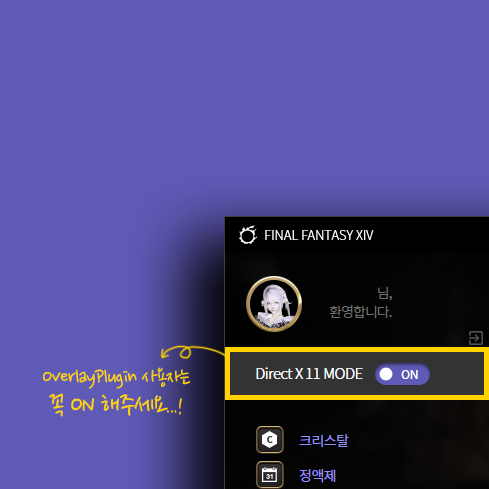 FINAL FANTASY XIV
님,
환영합니다.
Direct X 11 MODE ON
OverlayPlugin 사용자는
꼭 ON 해주세요...!
C 크리스탈
31 정액제